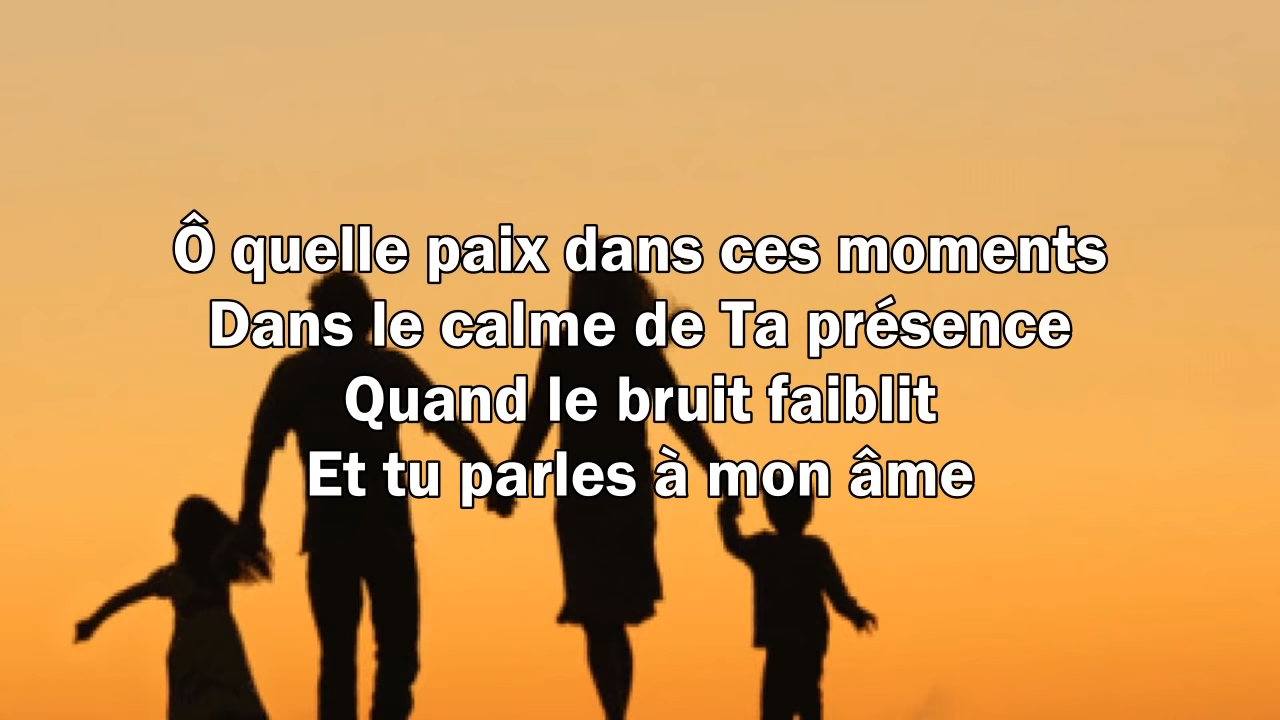 Ô quelle paix dans ces moments
Dans le calme de Ta présence
Quand le bruit faiblit
Et tu parles à mon âme